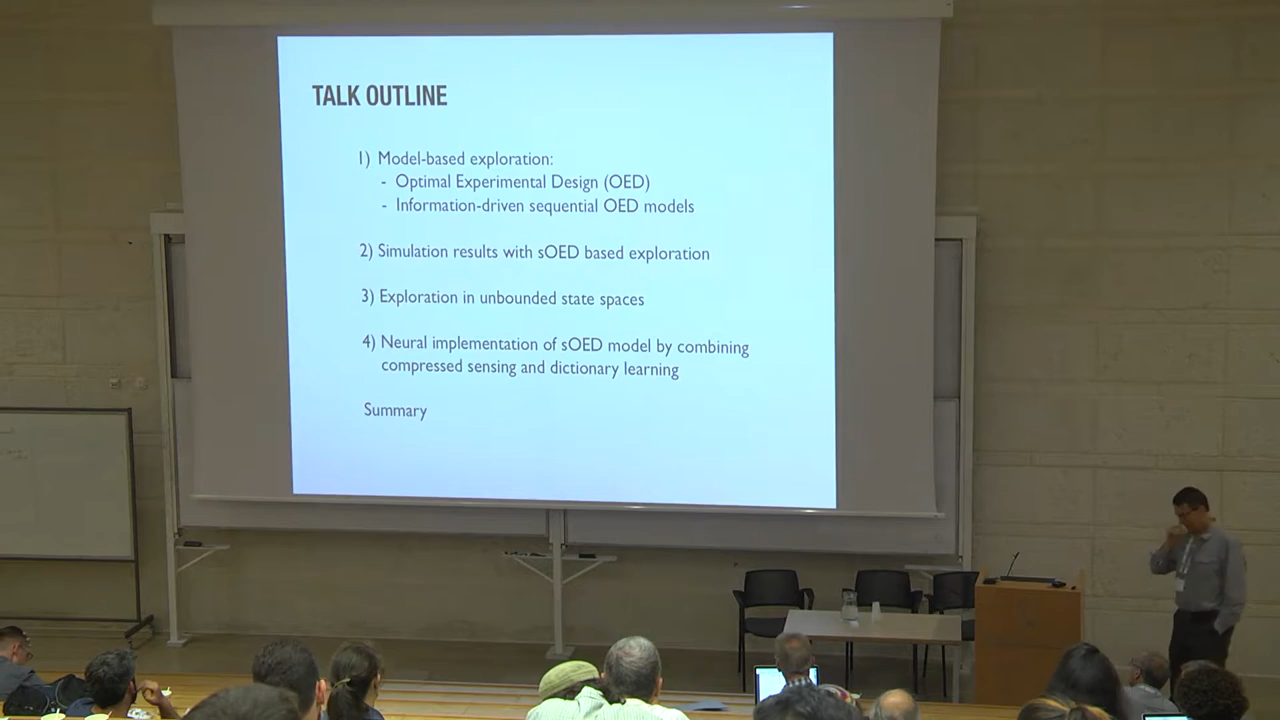 TALK OUTLINE
1) Model-based exploration:
- Optimal Experimental Design (OED)
- Information-driven sequential OED models
2) Simulation results with sOED based exploration
3) Exploration in unbounded state spaces
4) Neural implementation of sOED model by combining
compressed sensing and dictionary learning
Summary